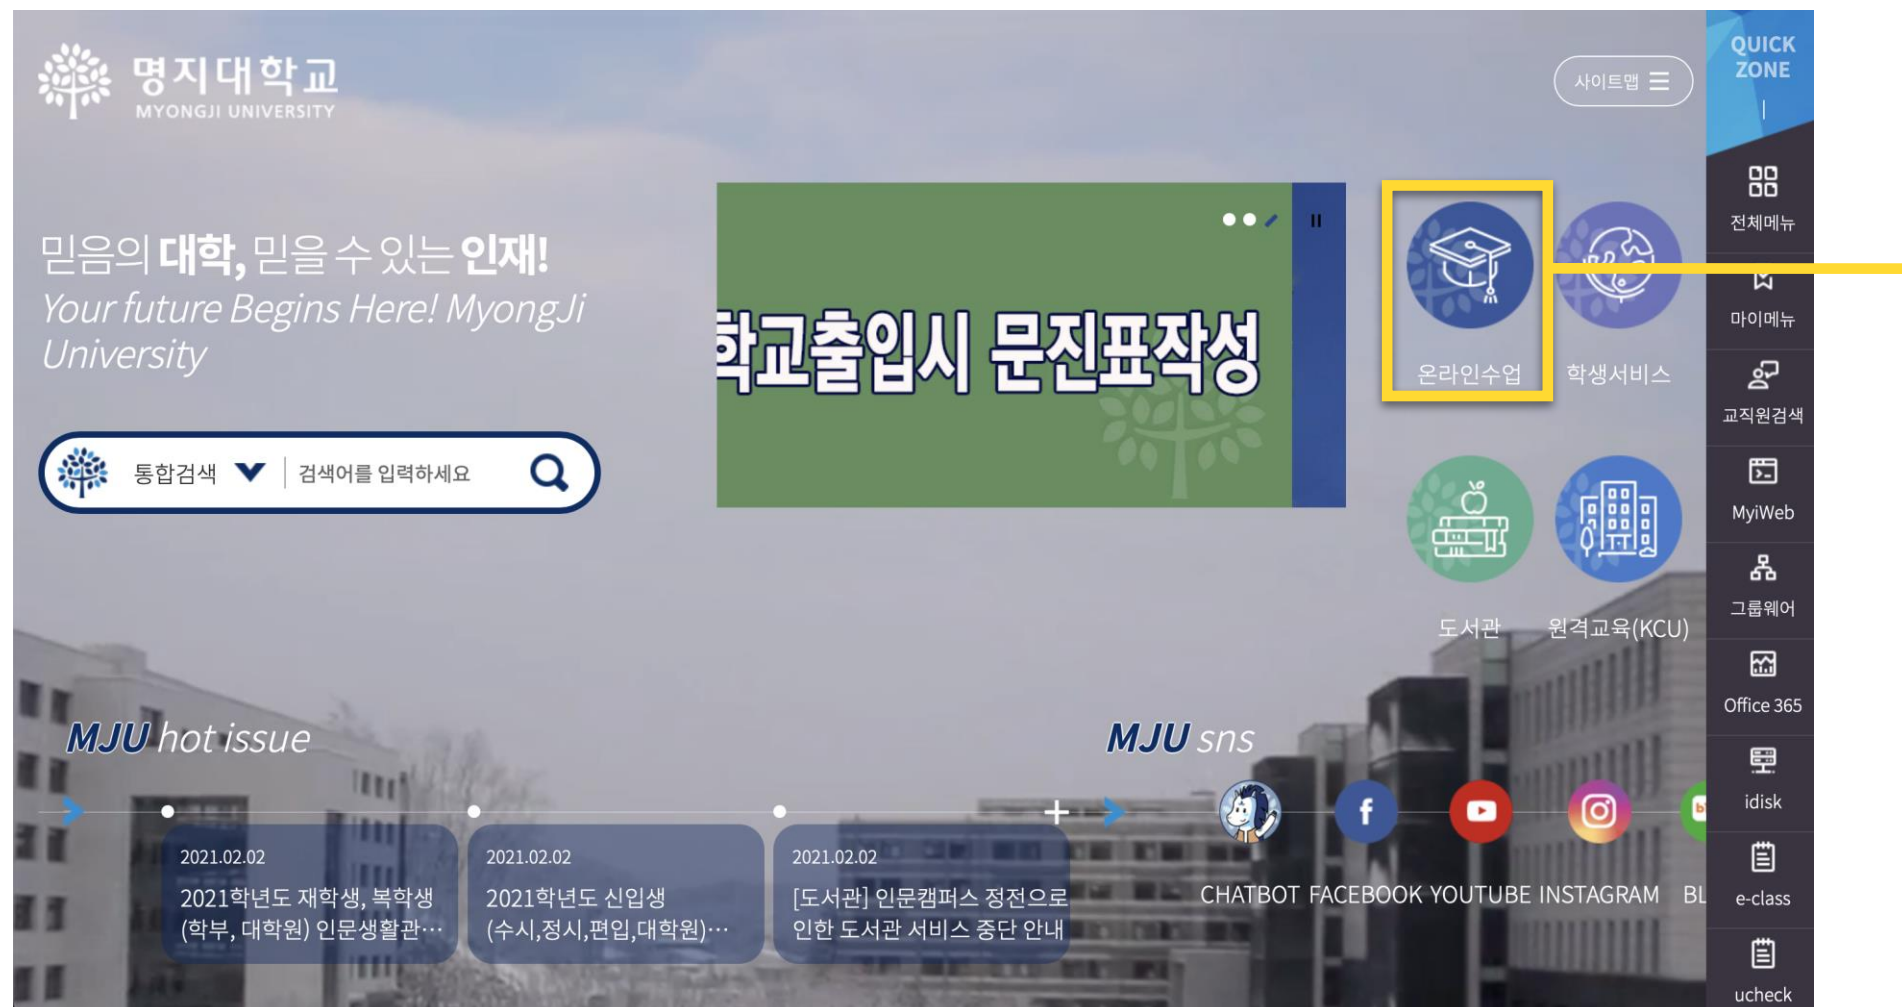 명지대학교
MYONGJI UNIVERSITY
사이트맵
QUICK
ZONE
믿음의 대학, 믿을 수 있는 인재!
Your future Begins Here! MyongJi
University
통합검색
검색어를 입력하세요
학교출입시 문진표작성
온라인수업
학생서비스
도서관
원격교육(KCU)
전체메뉴
마이메뉴
교직원검색
MyiWeb
그룹웨어
Office 365
idisk
e-class
ucheck
MJU hot issue
2021.02.02
2021학년도 재학생, 복학생
(학부, 대학원) 인문생활관…
2021.02.02
2021학년도 신입생
(수시,정시,편입,대학원)…
2021.02.02
[도서관] 인문캠퍼스 정전으로
인한 도서관 서비스 중단 안내
MJU sns
CHATBOT FACEBOOK YOUTUBE INSTAGRAM BL